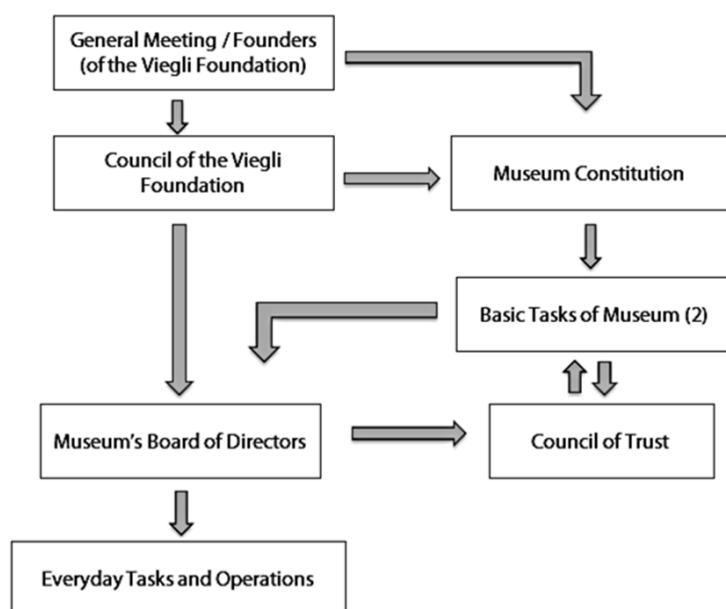 General Meeting / Founders
(of the Viegli Foundation)
Council of the Viegli
Foundation
Museum Constitution
Basic Tasks of Museum (2)
Museum's Board of Directors
Council of Trust
Everyday Tasks and Operations